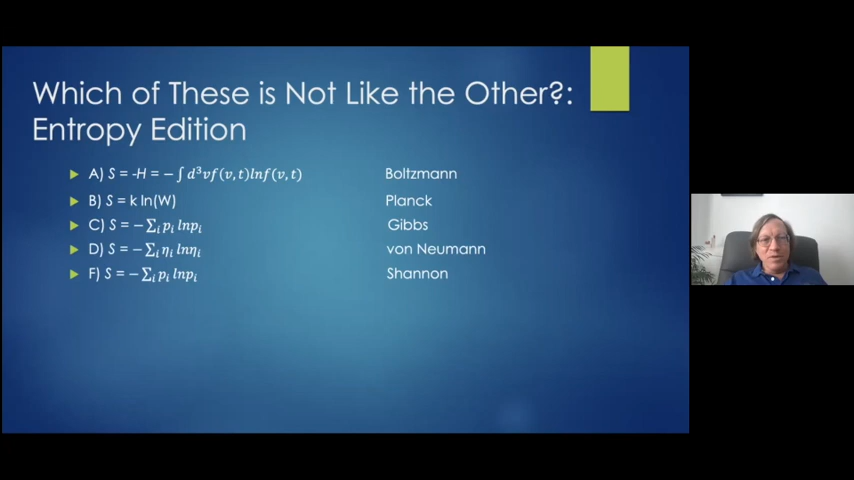 Which of These is Not Like the Other?:
Entropy Edition
A) S = -H = − ∫ d³vf(v,t)lnf(v,t) Boltzmann
B) S = k ln(W) Planck
C) S = − ∑ᵢ pᵢ lnpᵢ Gibbs
D) S = − ∑ᵢ ηᵢ lnηᵢ von Neumann
F) S = − ∑ᵢ pᵢ lnpᵢ Shannon